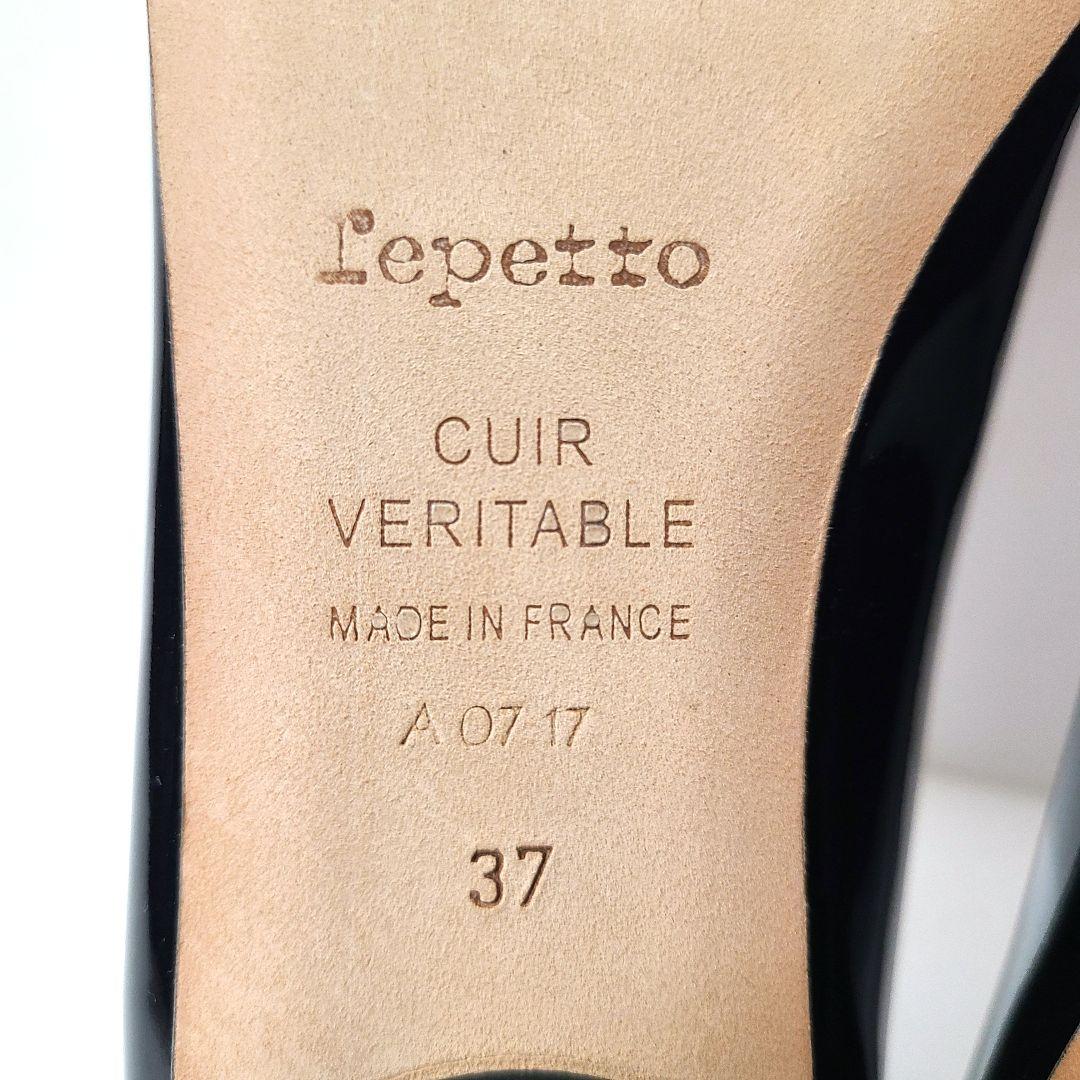 repetto
CUIR
VERITABLE
MADE IN FRANCE
A 07 17
37